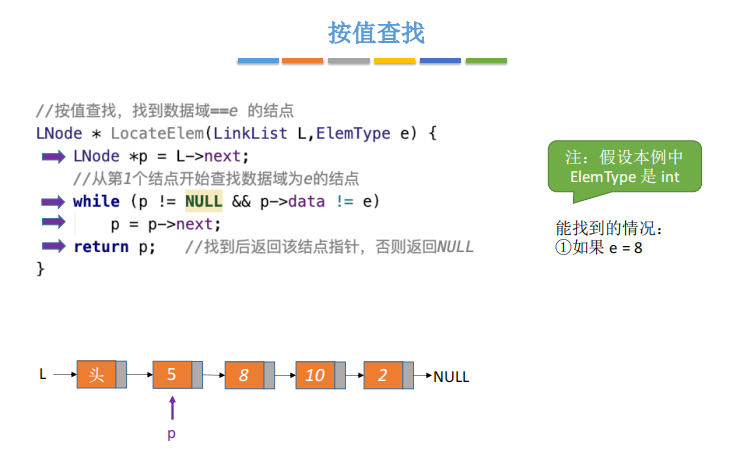 按值查找
//按值查找，找到数据域==e 的结点
LNode * LocateElem(LinkList L,ElemType e) {
LNode *p = L->next;
//从第1个结点开始查找数据域为e的结点
while (p != NULL && p->data != e)
p = p->next;
return p; //找到后返回该结点指针，否则返回NULL
}
注：假设本例中
ElemType 是 int
能找到的情况：
①如果 e = 8
L 头 5 8 10 2 NULL
p